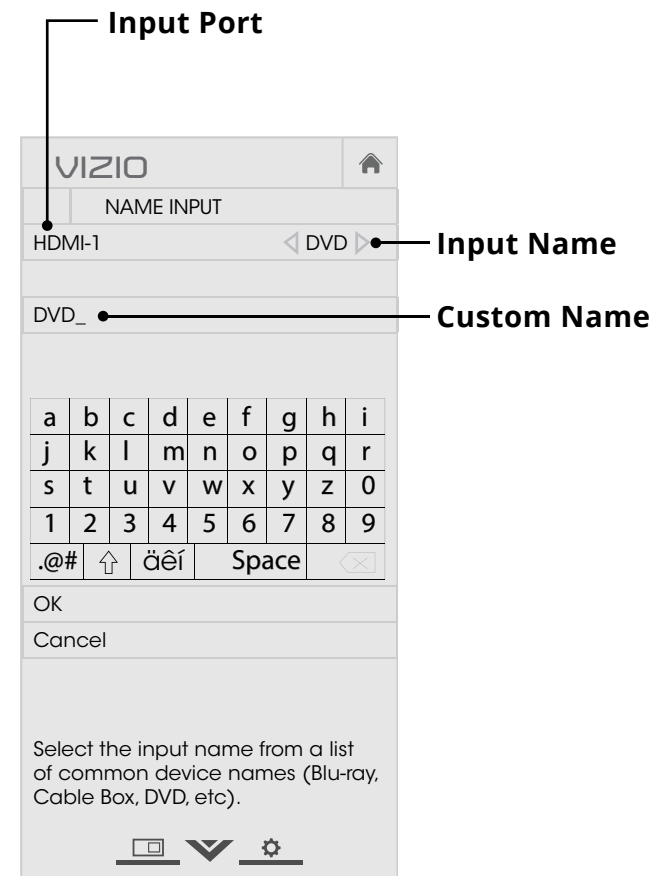 Input Port
VIZIO
NAME INPUT
HDMI-1 DVD Input Name
DVD_ Custom Name
a b c d e f g h i
j k l m n o p q r
s t u v w x y z 0
1 2 3 4 5 6 7 8 9
.@# äêí Space
OK
Cancel
Select the input name from a list
of common device names (Blu-ray,
Cable Box, DVD, etc).